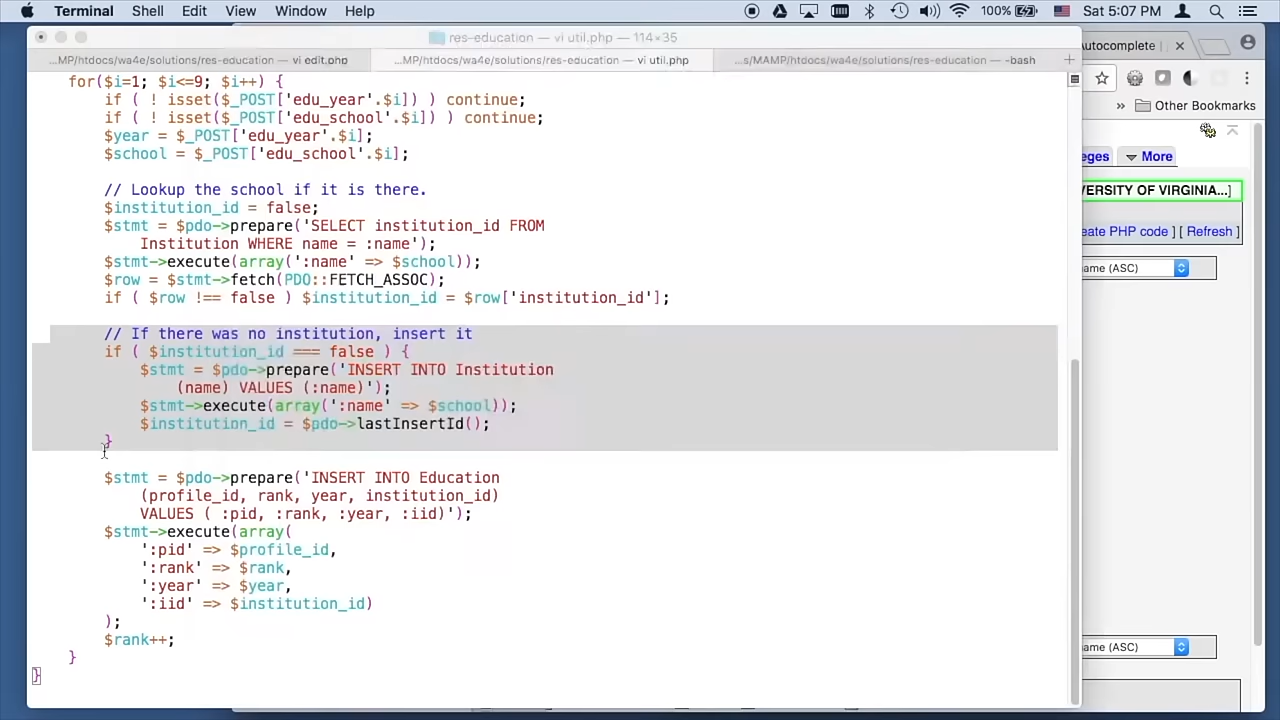 Terminal Shell Edit View Window Help 100% Sat 5:07 PM
res-education — vi util.php — 114×35
...MP/htdocs/wa4e/solutions/res-education — vi edit.php ...MP/htdocs/wa4e/solutions/res-education — vi util.php ...s/MAMP/htdocs/wa4e/solutions/res-education — -bash +
for($i=1; $i<=9; $i++) {
if ( ! isset($_POST['edu_year'.$i]) ) continue;
if ( ! isset($_POST['edu_school'.$i]) ) continue;
$year = $_POST['edu_year'.$i];
$school = $_POST['edu_school'.$i];
// Lookup the school if it is there.
$institution_id = false;
$stmt = $pdo->prepare('SELECT institution_id FROM
Institution WHERE name = :name');
$stmt->execute(array(':name' => $school));
$row = $stmt->fetch(PDO::FETCH_ASSOC);
if ( $row !== false ) $institution_id = $row['institution_id'];
// If there was no institution, insert it
if ( $institution_id === false ) {
$stmt = $pdo->prepare('INSERT INTO Institution
(name) VALUES (:name)');
$stmt->execute(array(':name' => $school));
$institution_id = $pdo->lastInsertId();
}
$stmt = $pdo->prepare('INSERT INTO Education
(profile_id, rank, year, institution_id)
VALUES ( :pid, :rank, :year, :iid)');
$stmt->execute(array(
':pid' => $profile_id,
':rank' => $rank,
':year' => $year,
':iid' => $institution_id)
);
$rank++;
}
}
Autocomplete
» Other Bookmarks
eges More
VERSITY OF VIRGINIA...]
eate PHP code ] [ Refresh ]
ame (ASC)
ame (ASC)